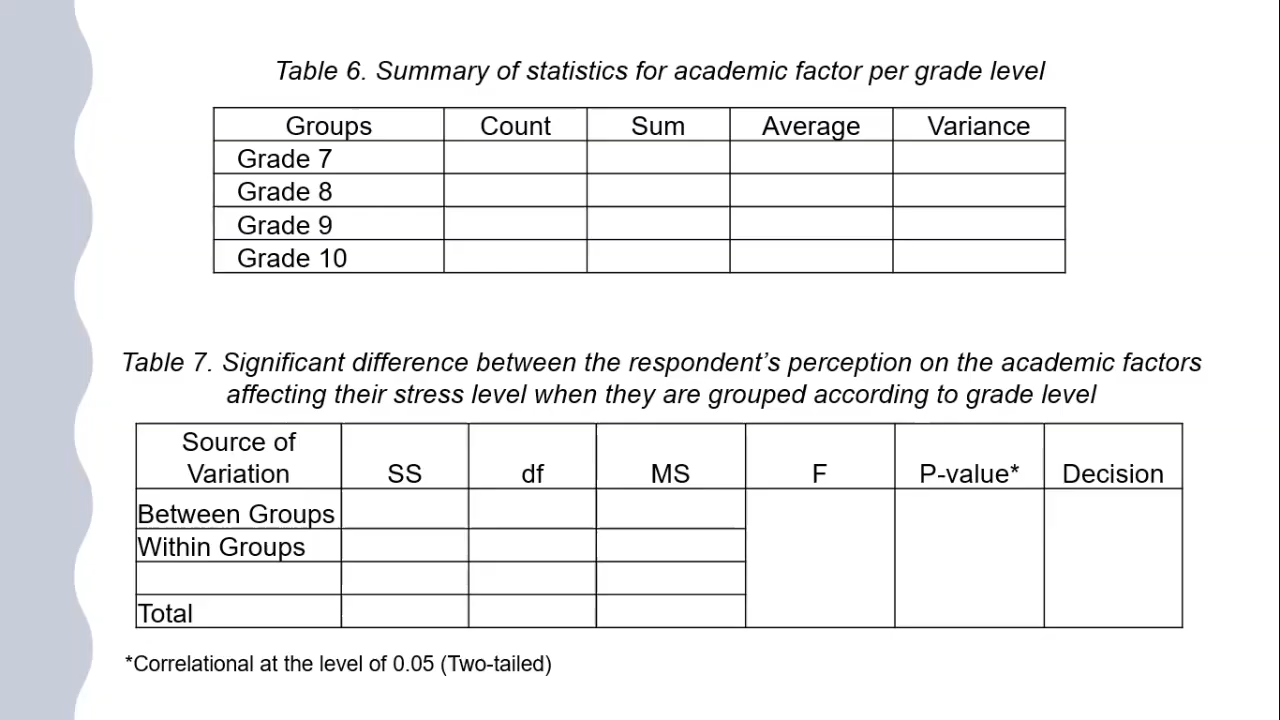 Table 6. Summary of statistics for academic factor per grade level
Groups Count Sum Average Variance
Grade 7
Grade 8
Grade 9
Grade 10
Table 7. Significant difference between the respondent’s perception on the academic factors
affecting their stress level when they are grouped according to grade level
Source of
Variation SS df MS F P-value* Decision
Between Groups
Within Groups
Total
*Correlational at the level of 0.05 (Two-tailed)